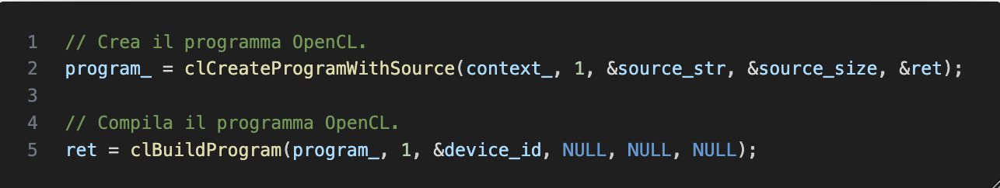 1 // Crea il programma OpenCL.
2 program_ = clCreateProgramWithSource(context_, 1, &source_str, &source_size, &ret);
3
4 // Compila il programma OpenCL.
5 ret = clBuildProgram(program_, 1, &device_id, NULL, NULL, NULL);